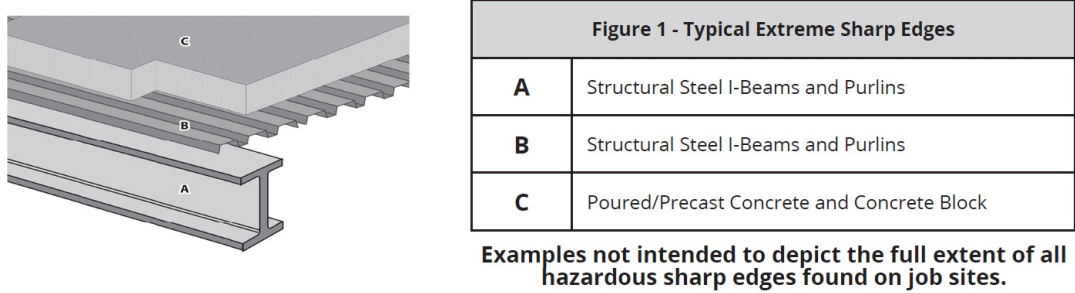 C
B
A
Figure 1 - Typical Extreme Sharp Edges
A Structural Steel I-Beams and Purlins
B Structural Steel I-Beams and Purlins
C Poured/Precast Concrete and Concrete Block
Examples not intended to depict the full extent of all
hazardous sharp edges found on job sites.